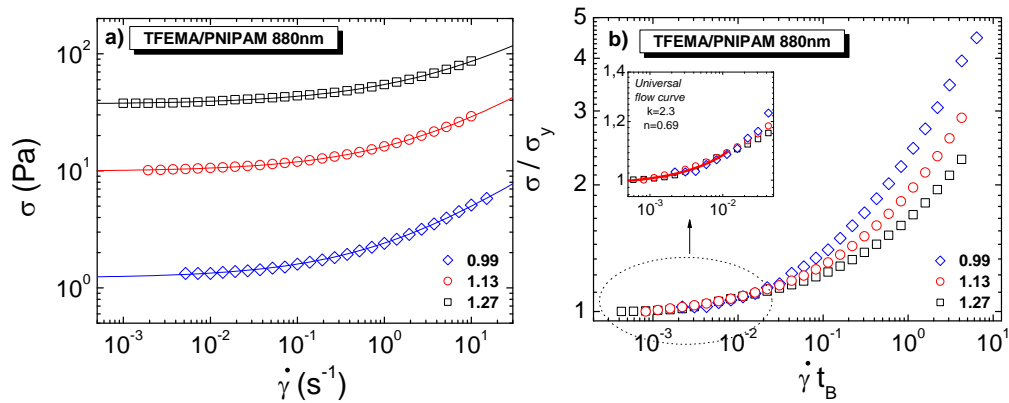 a)
TFEMA/PNIPAM 880nm
σ (Pa)
10²
10¹
10⁰
0.99
1.13
1.27
10⁻³ 10⁻² 10⁻¹ 10⁰ 10¹
γ̇ (s⁻¹)
b)
TFEMA/PNIPAM 880nm
σ / σ_y
5
4
3
2
1
1,4
1,2
1
Universal
flow curve
k=2.3
n=0.69
10⁻³ 10⁻²
0.99
1.13
1.27
10⁻³ 10⁻² 10⁻¹ 10⁰ 10¹
γ̇ t_B